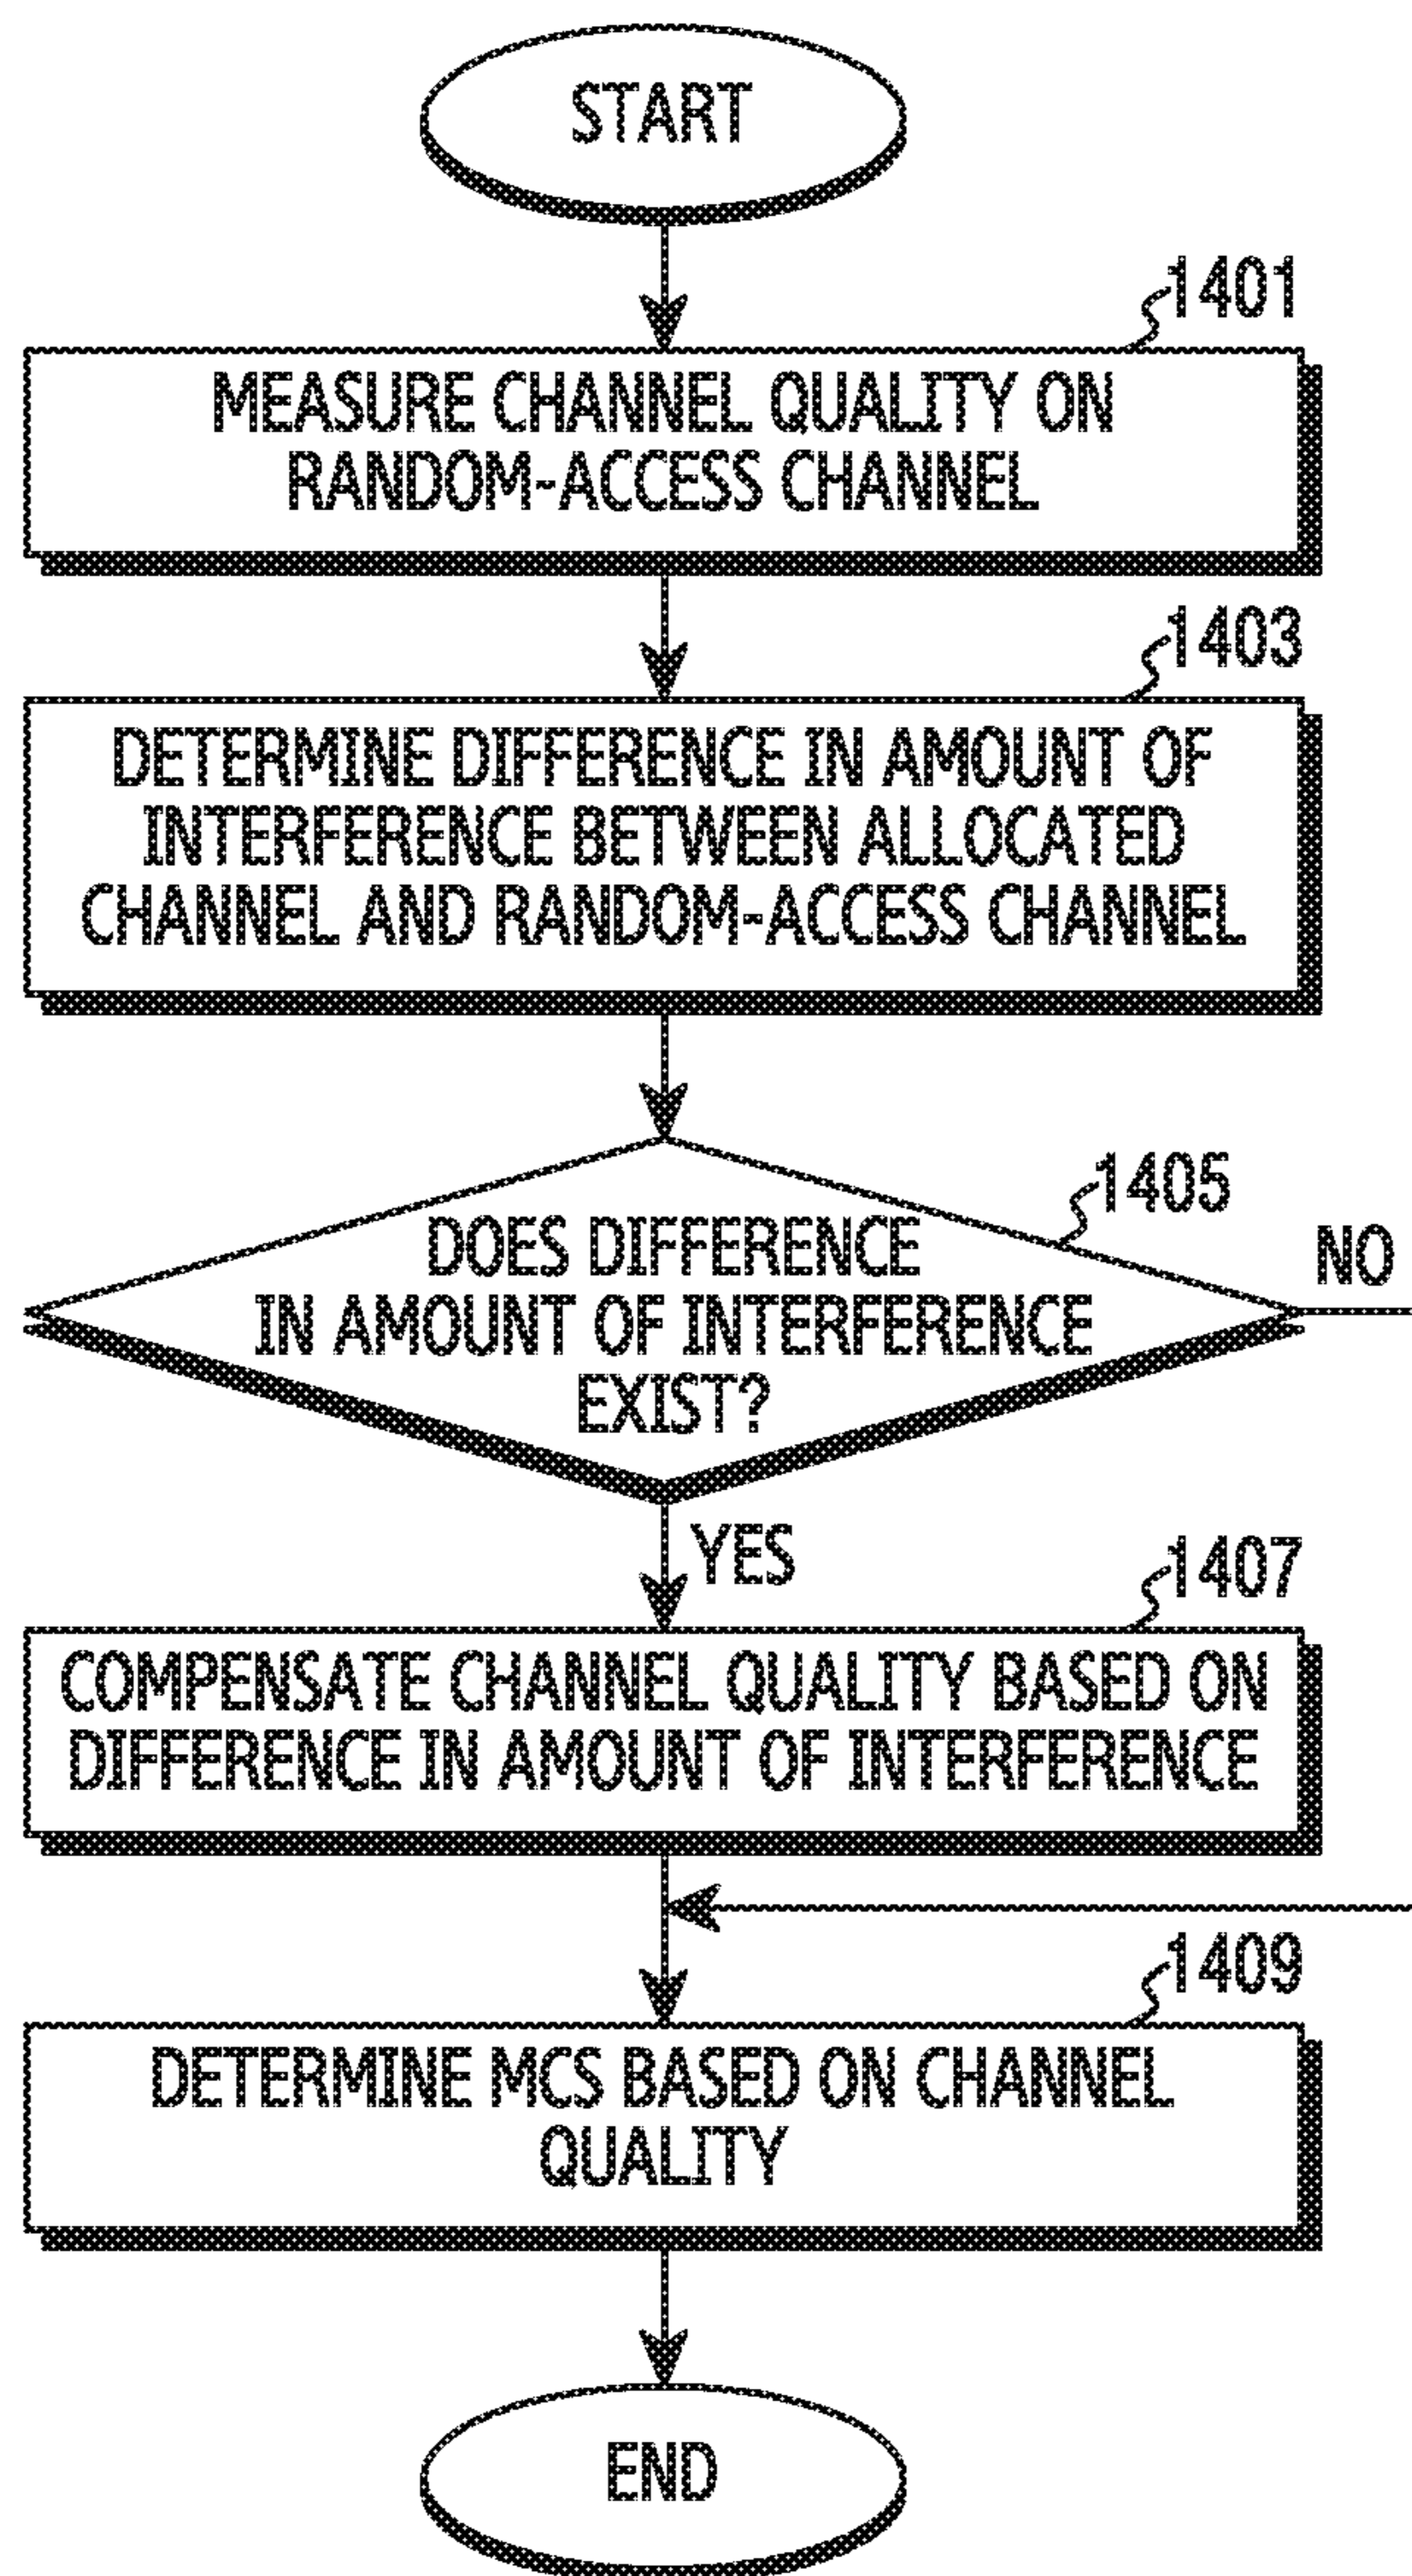 START
1401
MEASURE CHANNEL QUALITY ON
RANDOM-ACCESS CHANNEL
1403
DETERMINE DIFFERENCE IN AMOUNT OF
INTERFERENCE BETWEEN ALLOCATED
CHANNEL AND RANDOM-ACCESS CHANNEL
1405
DOES DIFFERENCE
IN AMOUNT OF INTERFERENCE
EXIST?
NO
YES
1407
COMPENSATE CHANNEL QUALITY BASED ON
DIFFERENCE IN AMOUNT OF INTERFERENCE
1409
DETERMINE MCS BASED ON CHANNEL
QUALITY
END